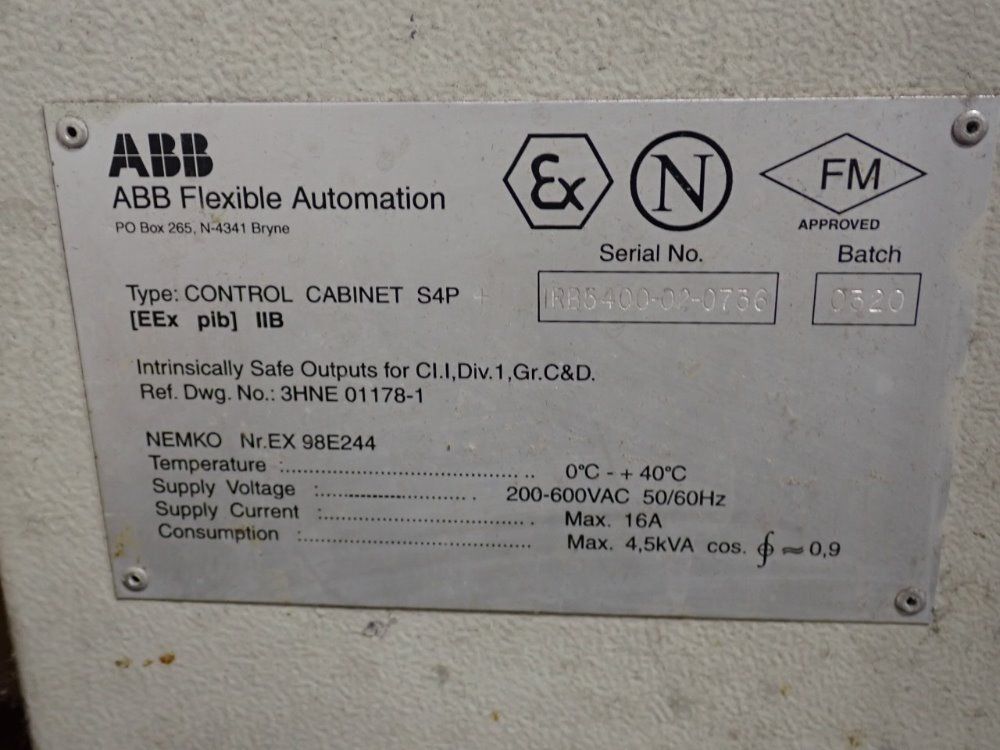 ABB
ABB Flexible Automation
PO Box 265, N-4341 Bryne
Ex
N
FM
APPROVED
Serial No. Batch
Type: CONTROL CABINET S4P + IRB5400-02-0736 0320
[EEx pib] IIB
Intrinsically Safe Outputs for Cl.I,Div.1,Gr.C&D.
Ref. Dwg. No.: 3HNE 01178-1
NEMKO Nr.EX 98E244
Temperature :.................................... .. 0°C - + 40°C
Supply Voltage :.......................... . . 200-600VAC 50/60Hz
Supply Current :................................ . Max. 16A
Consumption :................................... Max. 4,5kVA cos. ∮ ≈ 0,9